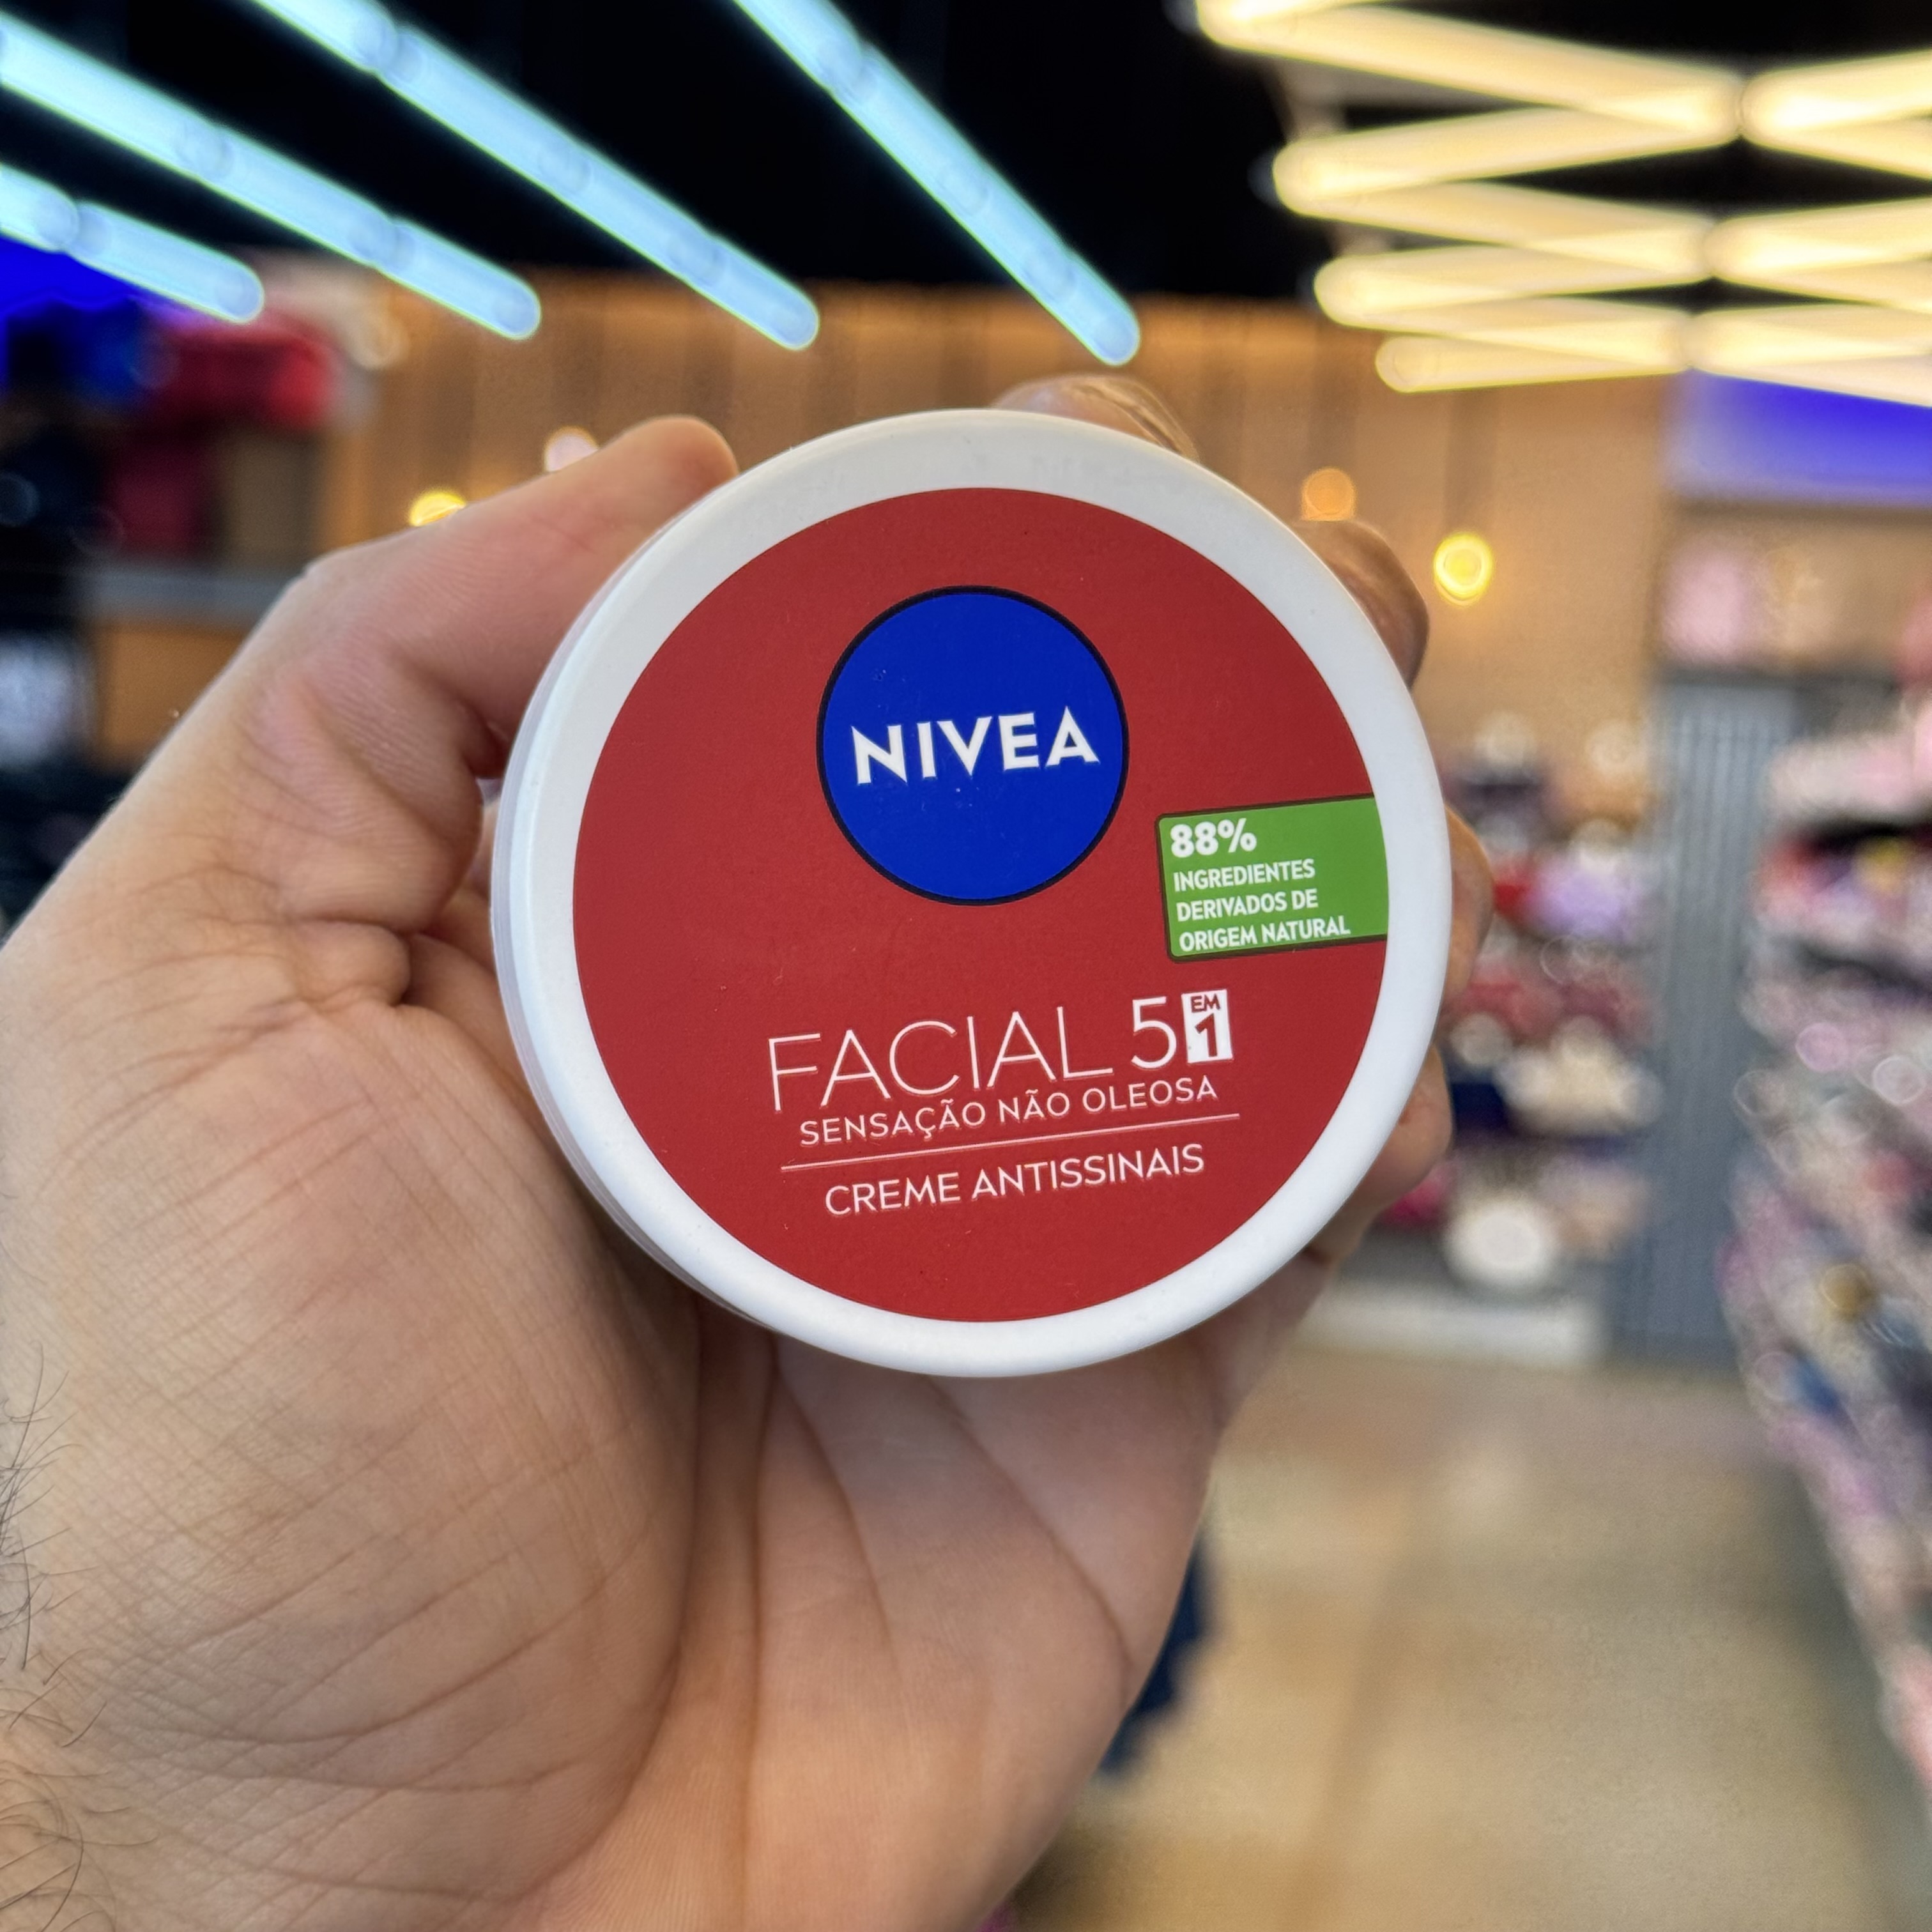 NIVEA
88%
INGREDIENTES
DERIVADOS DE
ORIGEM NATURAL
FACIAL 5 EM 1
SENSAÇÃO NÃO OLEOSA
CREME ANTISSINAIS